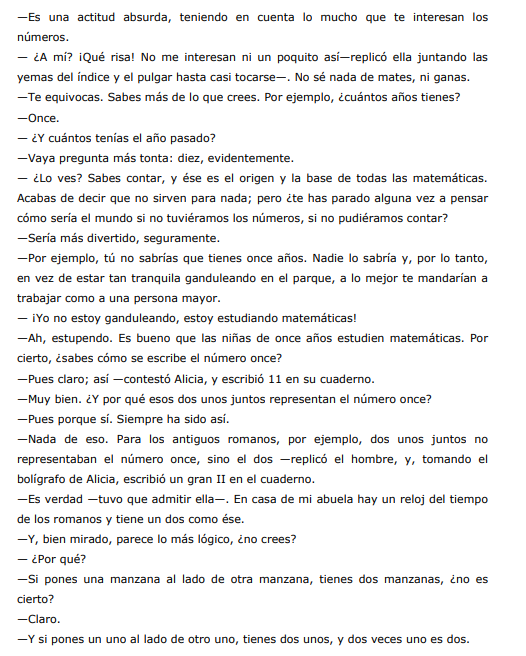 —Es una actitud absurda, teniendo en cuenta lo mucho que te interesan los
números.
— ¿A mí? ¡Qué risa! No me interesan ni un poquito así—replicó ella juntando las
yemas del índice y el pulgar hasta casi tocarse—. No sé nada de mates, ni ganas.
—Te equivocas. Sabes más de lo que crees. Por ejemplo, ¿cuántos años tienes?
—Once.
— ¿Y cuántos tenías el año pasado?
—Vaya pregunta más tonta: diez, evidentemente.
— ¿Lo ves? Sabes contar, y ése es el origen y la base de todas las matemáticas.
Acabas de decir que no sirven para nada; pero ¿te has parado alguna vez a pensar
cómo sería el mundo si no tuviéramos los números, si no pudiéramos contar?
—Sería más divertido, seguramente.
—Por ejemplo, tú no sabrías que tienes once años. Nadie lo sabría y, por lo tanto,
en vez de estar tan tranquila ganduleando en el parque, a lo mejor te mandarían a
trabajar como a una persona mayor.
— ¡Yo no estoy ganduleando, estoy estudiando matemáticas!
—Ah, estupendo. Es bueno que las niñas de once años estudien matemáticas. Por
cierto, ¿sabes cómo se escribe el número once?
—Pues claro; así —contestó Alicia, y escribió 11 en su cuaderno.
—Muy bien. ¿Y por qué esos dos unos juntos representan el número once?
—Pues porque sí. Siempre ha sido así.
—Nada de eso. Para los antiguos romanos, por ejemplo, dos unos juntos no
representaban el número once, sino el dos —replicó el hombre, y, tomando el
bolígrafo de Alicia, escribió un gran II en el cuaderno.
—Es verdad —tuvo que admitir ella—. En casa de mi abuela hay un reloj del tiempo
de los romanos y tiene un dos como ése.
—Y, bien mirado, parece lo más lógico, ¿no crees?
— ¿Por qué?
—Si pones una manzana al lado de otra manzana, tienes dos manzanas, ¿no es
cierto?
—Claro.
—Y si pones un uno al lado de otro uno, tienes dos unos, y dos veces uno es dos.